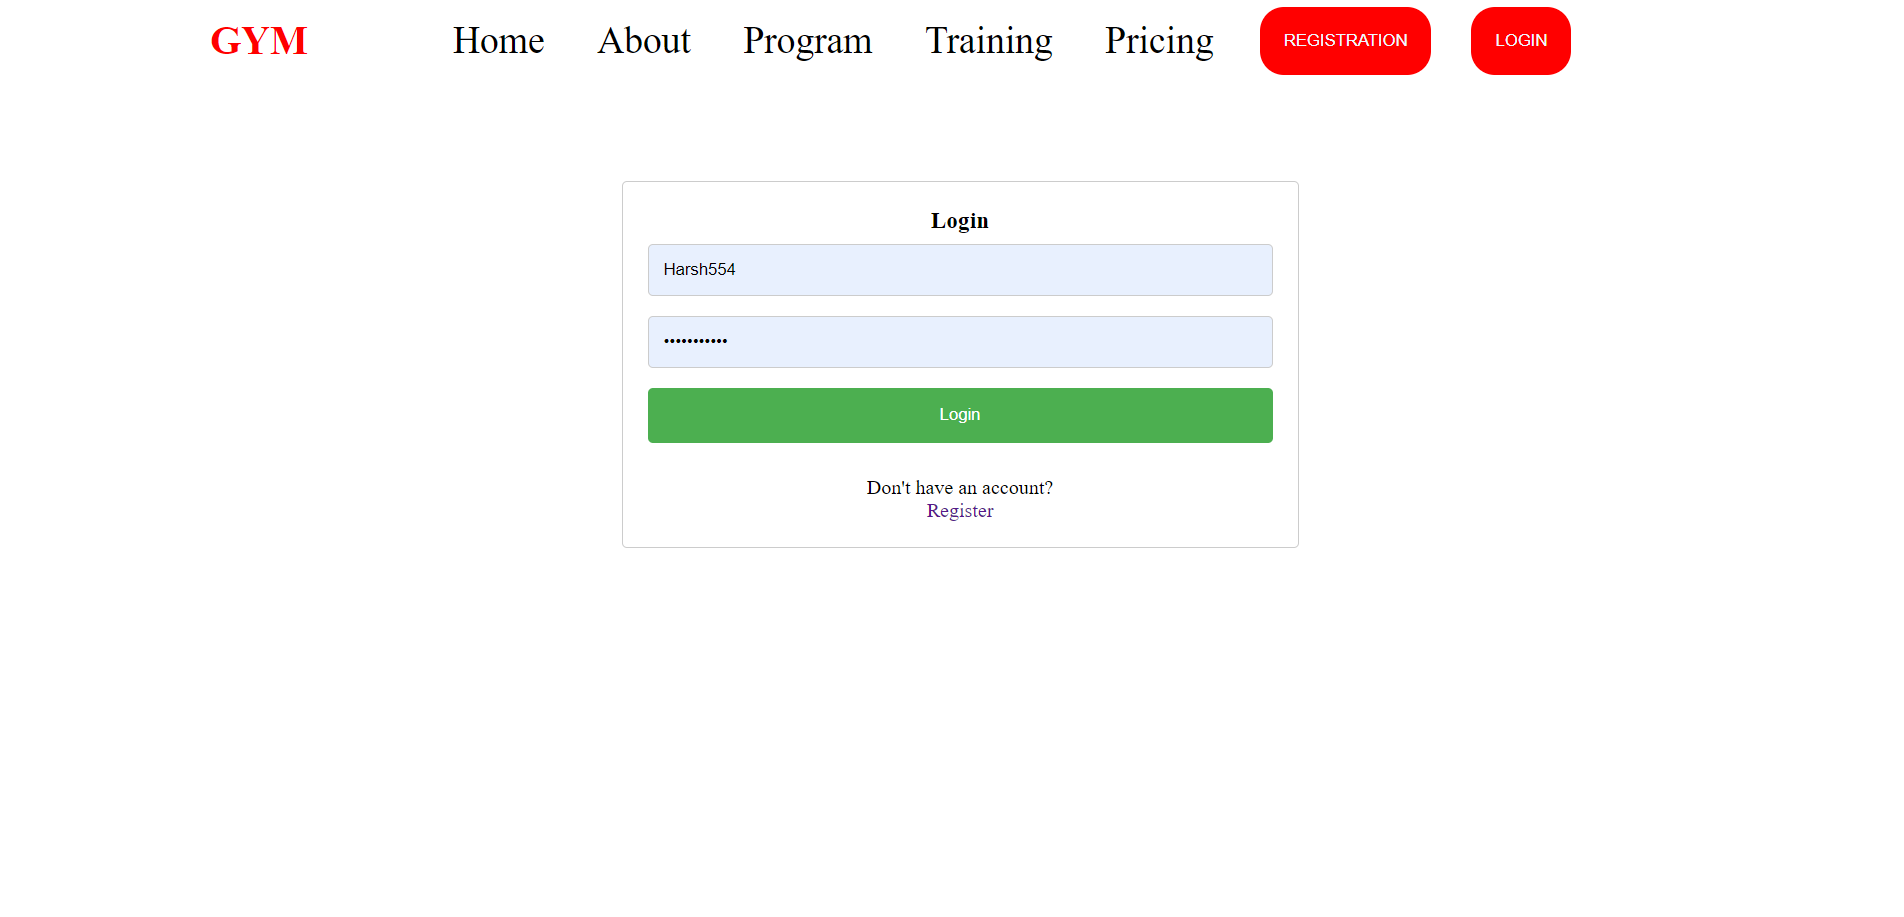 GYM Home About Program Training Pricing REGISTRATION LOGIN
Login
Harsh554
•••••••••••
Login
Don't have an account?
Register